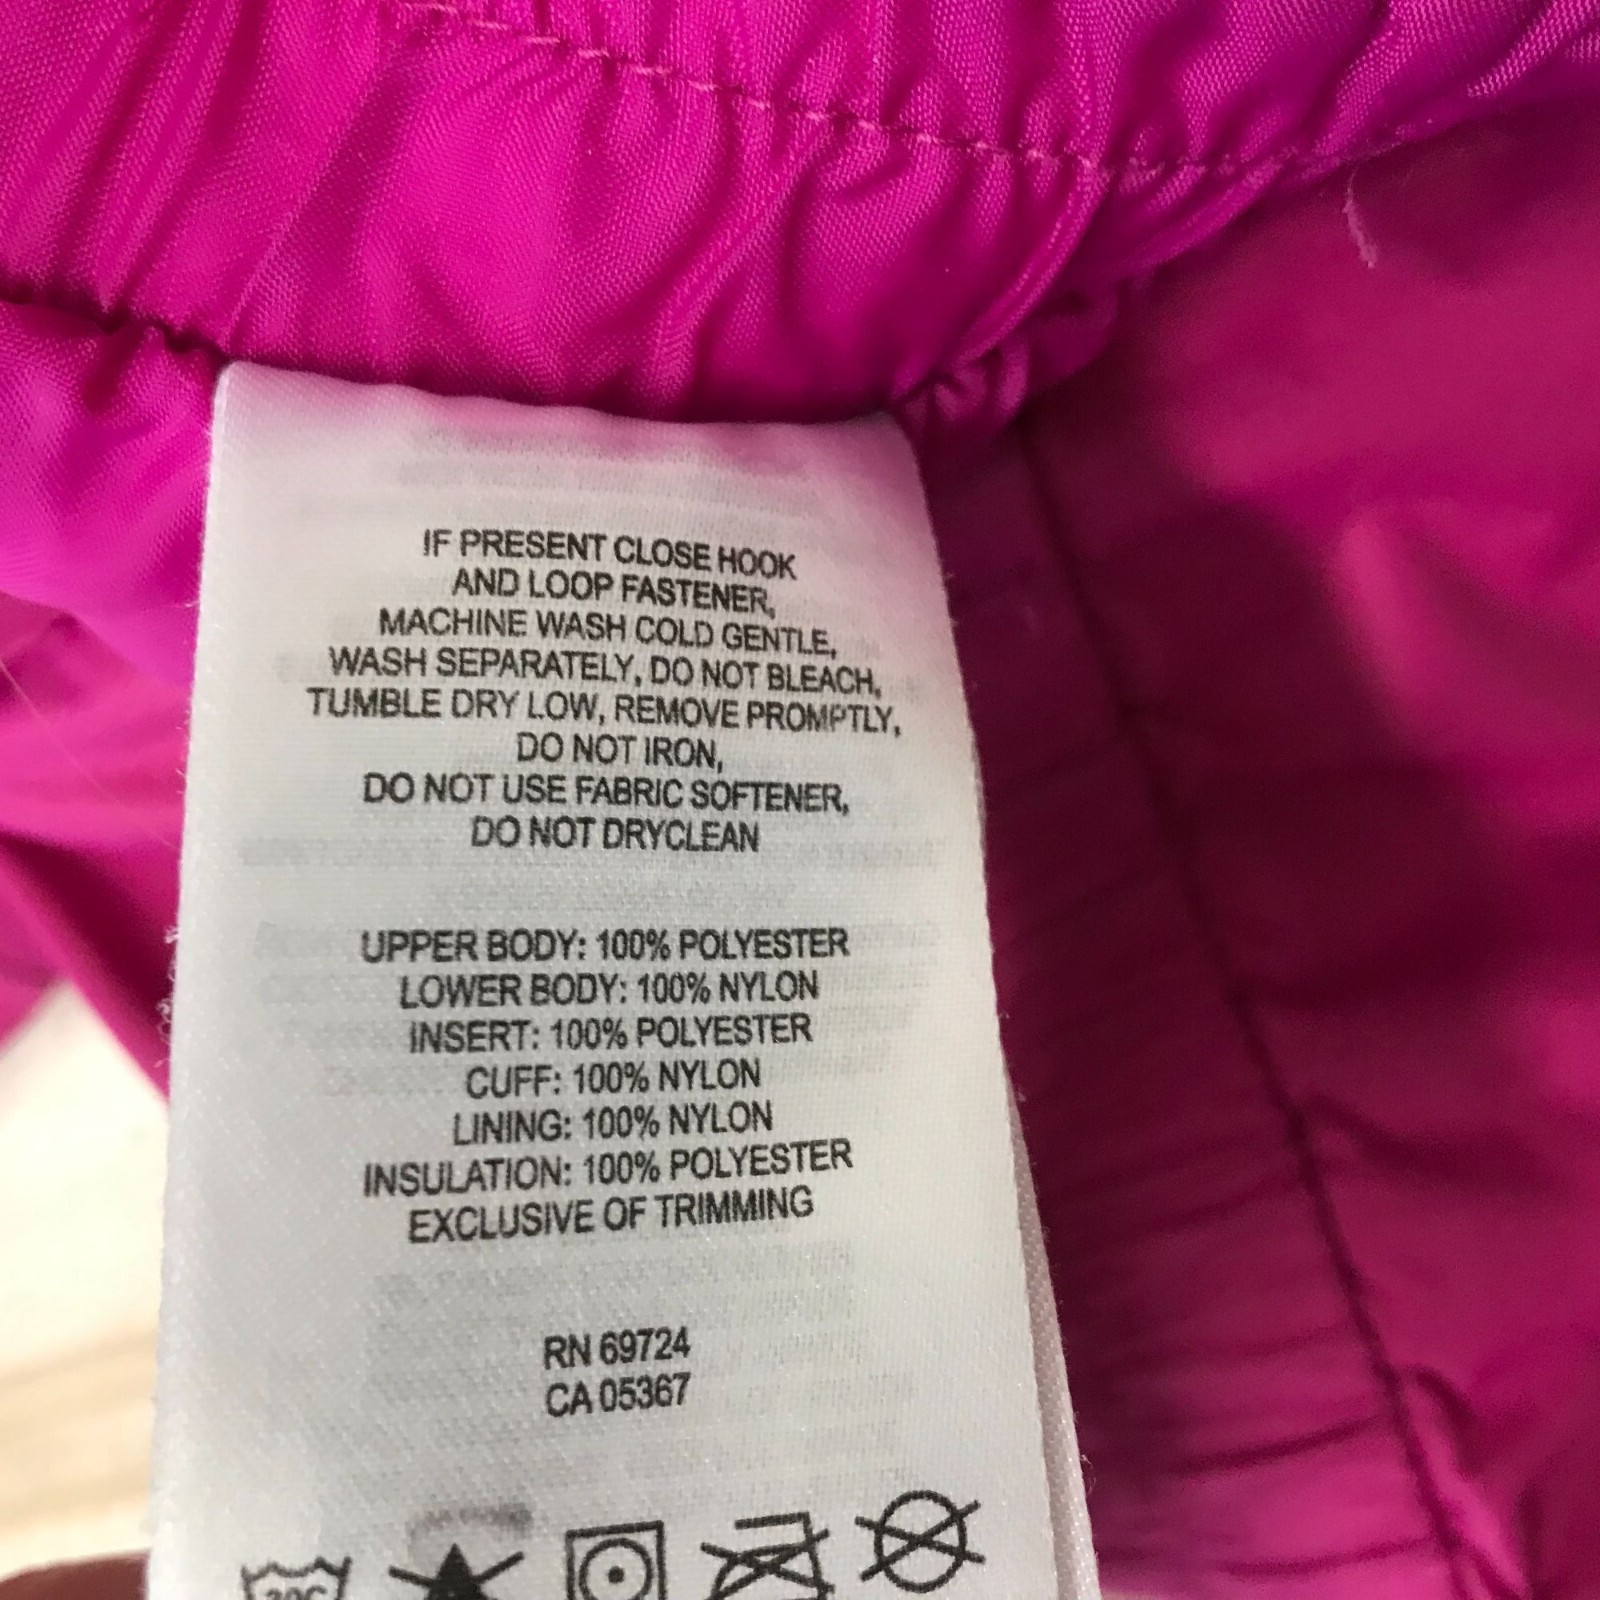 IF PRESENT CLOSE HOOK
AND LOOP FASTENER,
MACHINE WASH COLD GENTLE,
WASH SEPARATELY, DO NOT BLEACH,
TUMBLE DRY LOW, REMOVE PROMPTLY,
DO NOT IRON,
DO NOT USE FABRIC SOFTENER,
DO NOT DRYCLEAN
UPPER BODY: 100% POLYESTER
LOWER BODY: 100% NYLON
INSERT: 100% POLYESTER
CUFF: 100% NYLON
LINING: 100% NYLON
INSULATION: 100% POLYESTER
EXCLUSIVE OF TRIMMING
RN 69724
CA 05367
30C